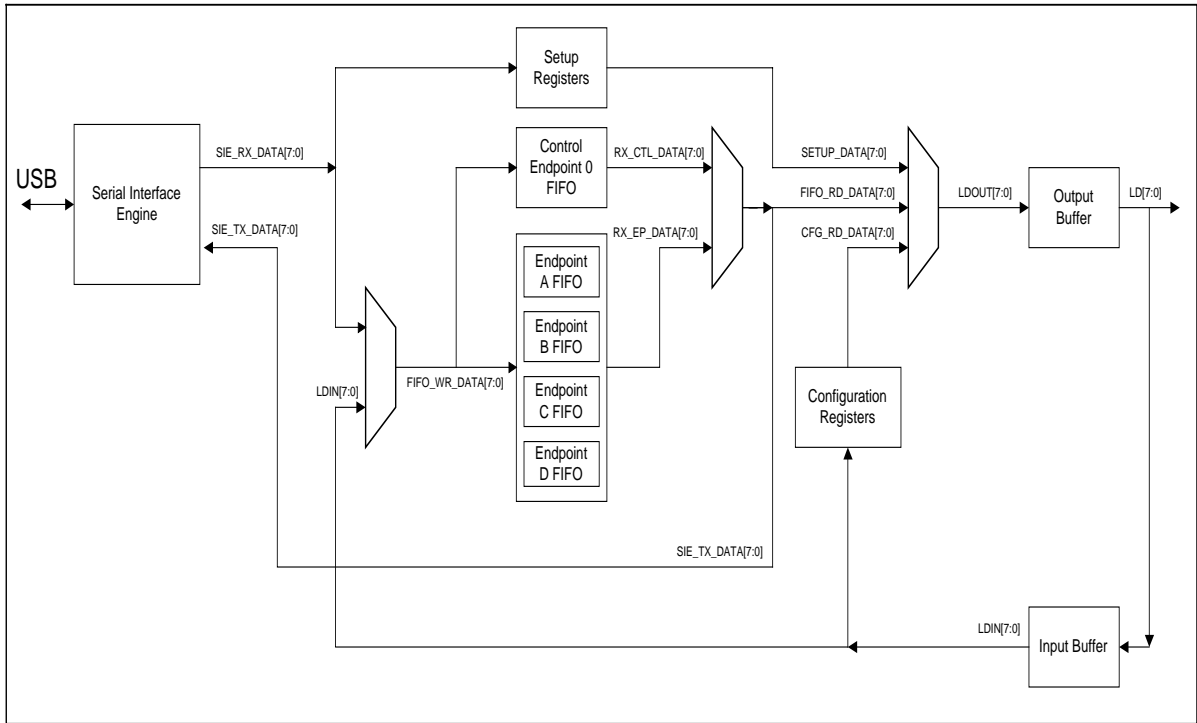 Setup
Registers
SIE_RX_DATA[7:0]
Control
Endpoint 0
FIFO
RX_CTL_DATA[7:0]
SETUP_DATA[7:0]
USB
Serial Interface
Engine
FIFO_RD_DATA[7:0]
LDOUT[7:0]
Output
Buffer
LD[7:0]
SIE_TX_DATA[7:0]
RX_EP_DATA[7:0]
CFG_RD_DATA[7:0]
Endpoint
A FIFO
Endpoint
B FIFO
LDIN[7:0]
FIFO_WR_DATA[7:0]
Endpoint
C FIFO
Configuration
Registers
Endpoint
D FIFO
SIE_TX_DATA[7:0]
LDIN[7:0]
Input Buffer